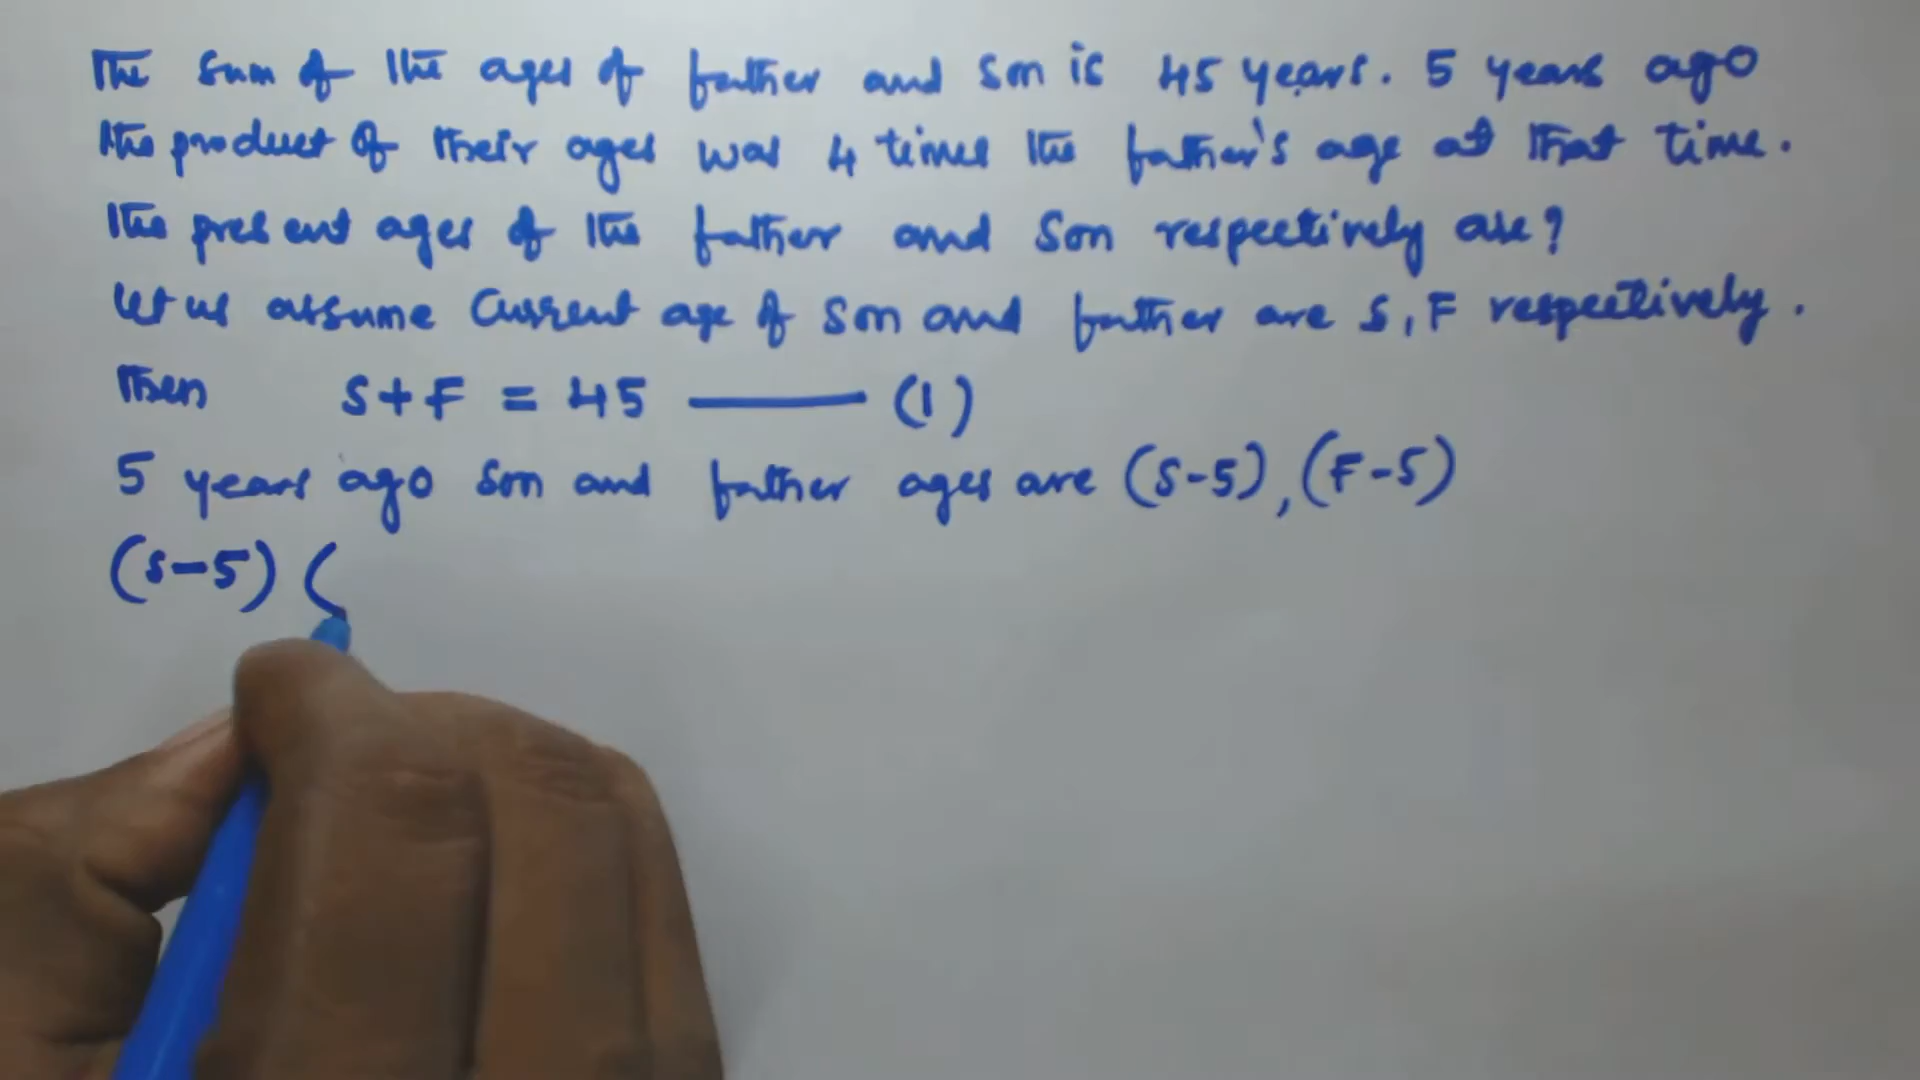 The sum of the ages of father and son is 45 years. 5 years ago
the product of their ages was 4 times the father's age at that time.
The present ages of the father and son respectively are?
Let us assume Current age of son and father are S, F respectively.
Then S+F = 45 —— (1)
5 years ago son and father ages are (S-5), (F-5)
(S-5) (